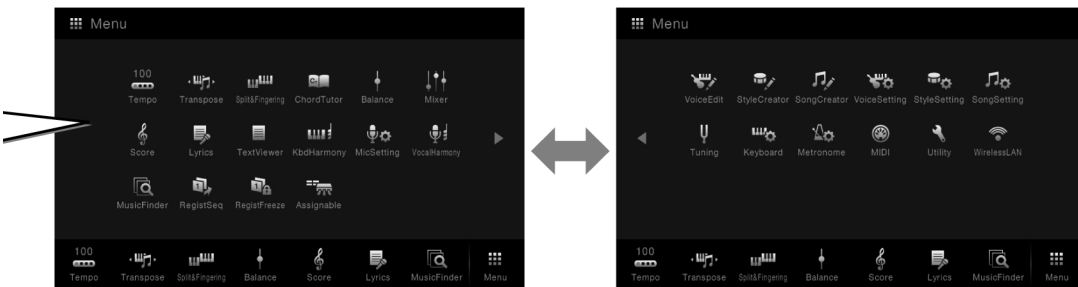 Menu
100
Tempo Transpose Split&Fingering ChordTutor Balance Mixer
Score Lyrics TextViewer KbdHarmony MicSetting VocalHarmony
MusicFinder RegistSeq RegistFreeze Assignable
100
Tempo Transpose Split&Fingering Balance Score Lyrics MusicFinder Menu
Menu
VoiceEdit StyleCreator SongCreator VoiceSetting StyleSetting SongSetting
Tuning Keyboard Metronome MIDI Utility WirelessLAN
100
Tempo Transpose Split&Fingering Balance Score Lyrics MusicFinder Menu